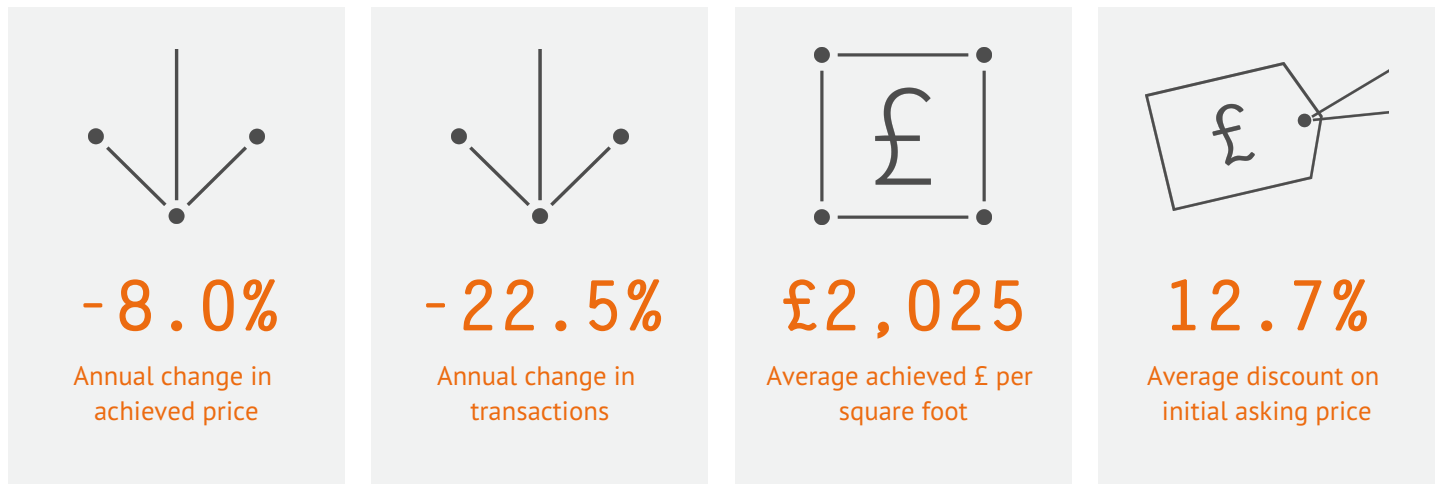 £
£
-8.0%
Annual change in
achieved price
-22.5%
Annual change in
transactions
£2,025
Average achieved £ per
square foot
12.7%
Average discount on
initial asking price